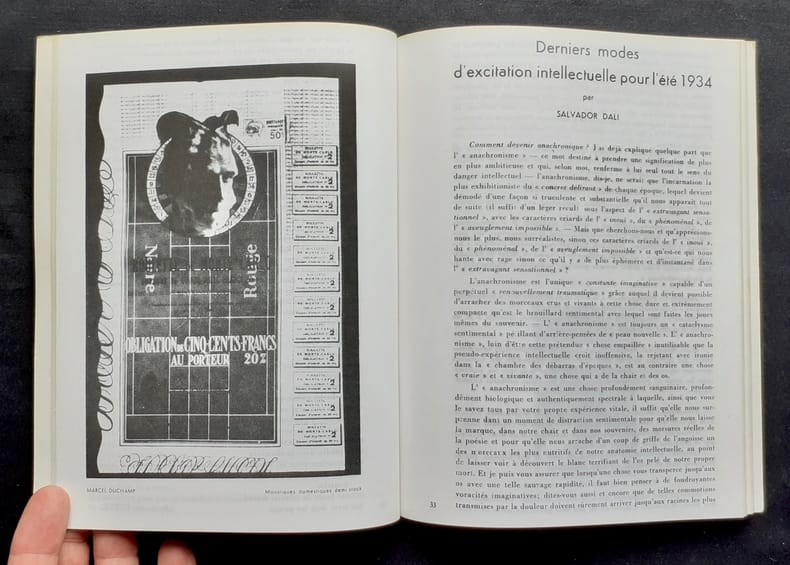 50
Noire
Rouge
OBLIGATION DE CINQ-CENTS-FRANCS
AU PORTEUR 20%
MARCEL DUCHAMP
Moustiques domestiques demi stock
Derniers modes
d'excitation intellectuelle pour l'été 1934
par
SALVADOR DALI
Comment devenir anachronique ? J'ai déjà expliqué quelque part que
l' « anachronisme » — ce mot destiné à prendre une signification de plus
en plus ambitieuse et qui, selon moi, renferme à lui seul tout le sens du
danger intellectuel — l'anachronisme, dis-je, ne serait que l'incarnation la
plus exhibitioniste du « concret délirant » de chaque époque, lequel devient
démodé d'une façon si truculente et substantielle qu'il nous apparaît tout
de suite (il suffit d'un léger recul) sous l'aspect de l' « extravagant sensa-
tionnel », avec les caractères criards de l' « inouï », du « phénoménal », de
l' « aveuglement impossible ». — Mais que cherchons-nous et qu'apprécions-
nous le plus, nous surréalistes, sinon ces caractères criards de l' « inouï »,
du « phénoménal », de l' « aveuglement impossible » et qu'est-ce qui nous
hante avec rage sinon ce qu'il y a de plus éphémère et d'instantané dans
l' « extravagant sensationnel » ?
L'anachronisme est l'unique « constante imaginative » capable d'un
perpétuel « renouvellement traumatique » grâce auquel il devient possible
d'arracher des morceaux crus et vivants à cette chose dure et extrêmement
compacte qu'est le brouillard sentimental avec lequel sont faites les joues
mêmes du souvenir. — L' « anachronisme » est toujours un « cataclysme
sentimental » pétillant d'arrière-pensées de « peau nouvelle ». L' « anachro-
nisme », loin d'être cette prétendue « chose empaillée » inutilisable que la
pseudo-expérience intellectuelle croit inoffensive, la rejetant avec ironie
dans la « chambre des débarras d'époques », est au contraire une chose
« vraie » et « vivante », une chose qui a de la chair et des os.
L' « anachronisme » est une chose profondément sanguinaire, profon-
dément biologique et authentiquement spectrale à laquelle, ainsi que vous
le savez tous par votre propre expérience vitale, il suffit qu'elle nous sur-
prenne dans un moment de distraction sentimentale pour qu'elle nous laisse
la marque, dans notre chair et dans nos souvenirs, des morsures réelles de
la poésie et pour qu'elle nous arrache d'un coup de griffe de l'angoisse un
des morceaux les plus nutritifs de notre anatomie intellectuelle, au point
de laisser voir à découvert le blanc terrifiant de l'os pelé de notre propre
mort. Et je puis vous assurer que lorsqu'une chose vous transperce jusqu'aux
os avec une telle sauvage rapidité, il faut bien penser à de foudroyantes
voracités imaginatives; dites-vous aussi et encore que de telles commotions
transmises par la douleur doivent sûrement arriver jusqu'aux racines les plus
33